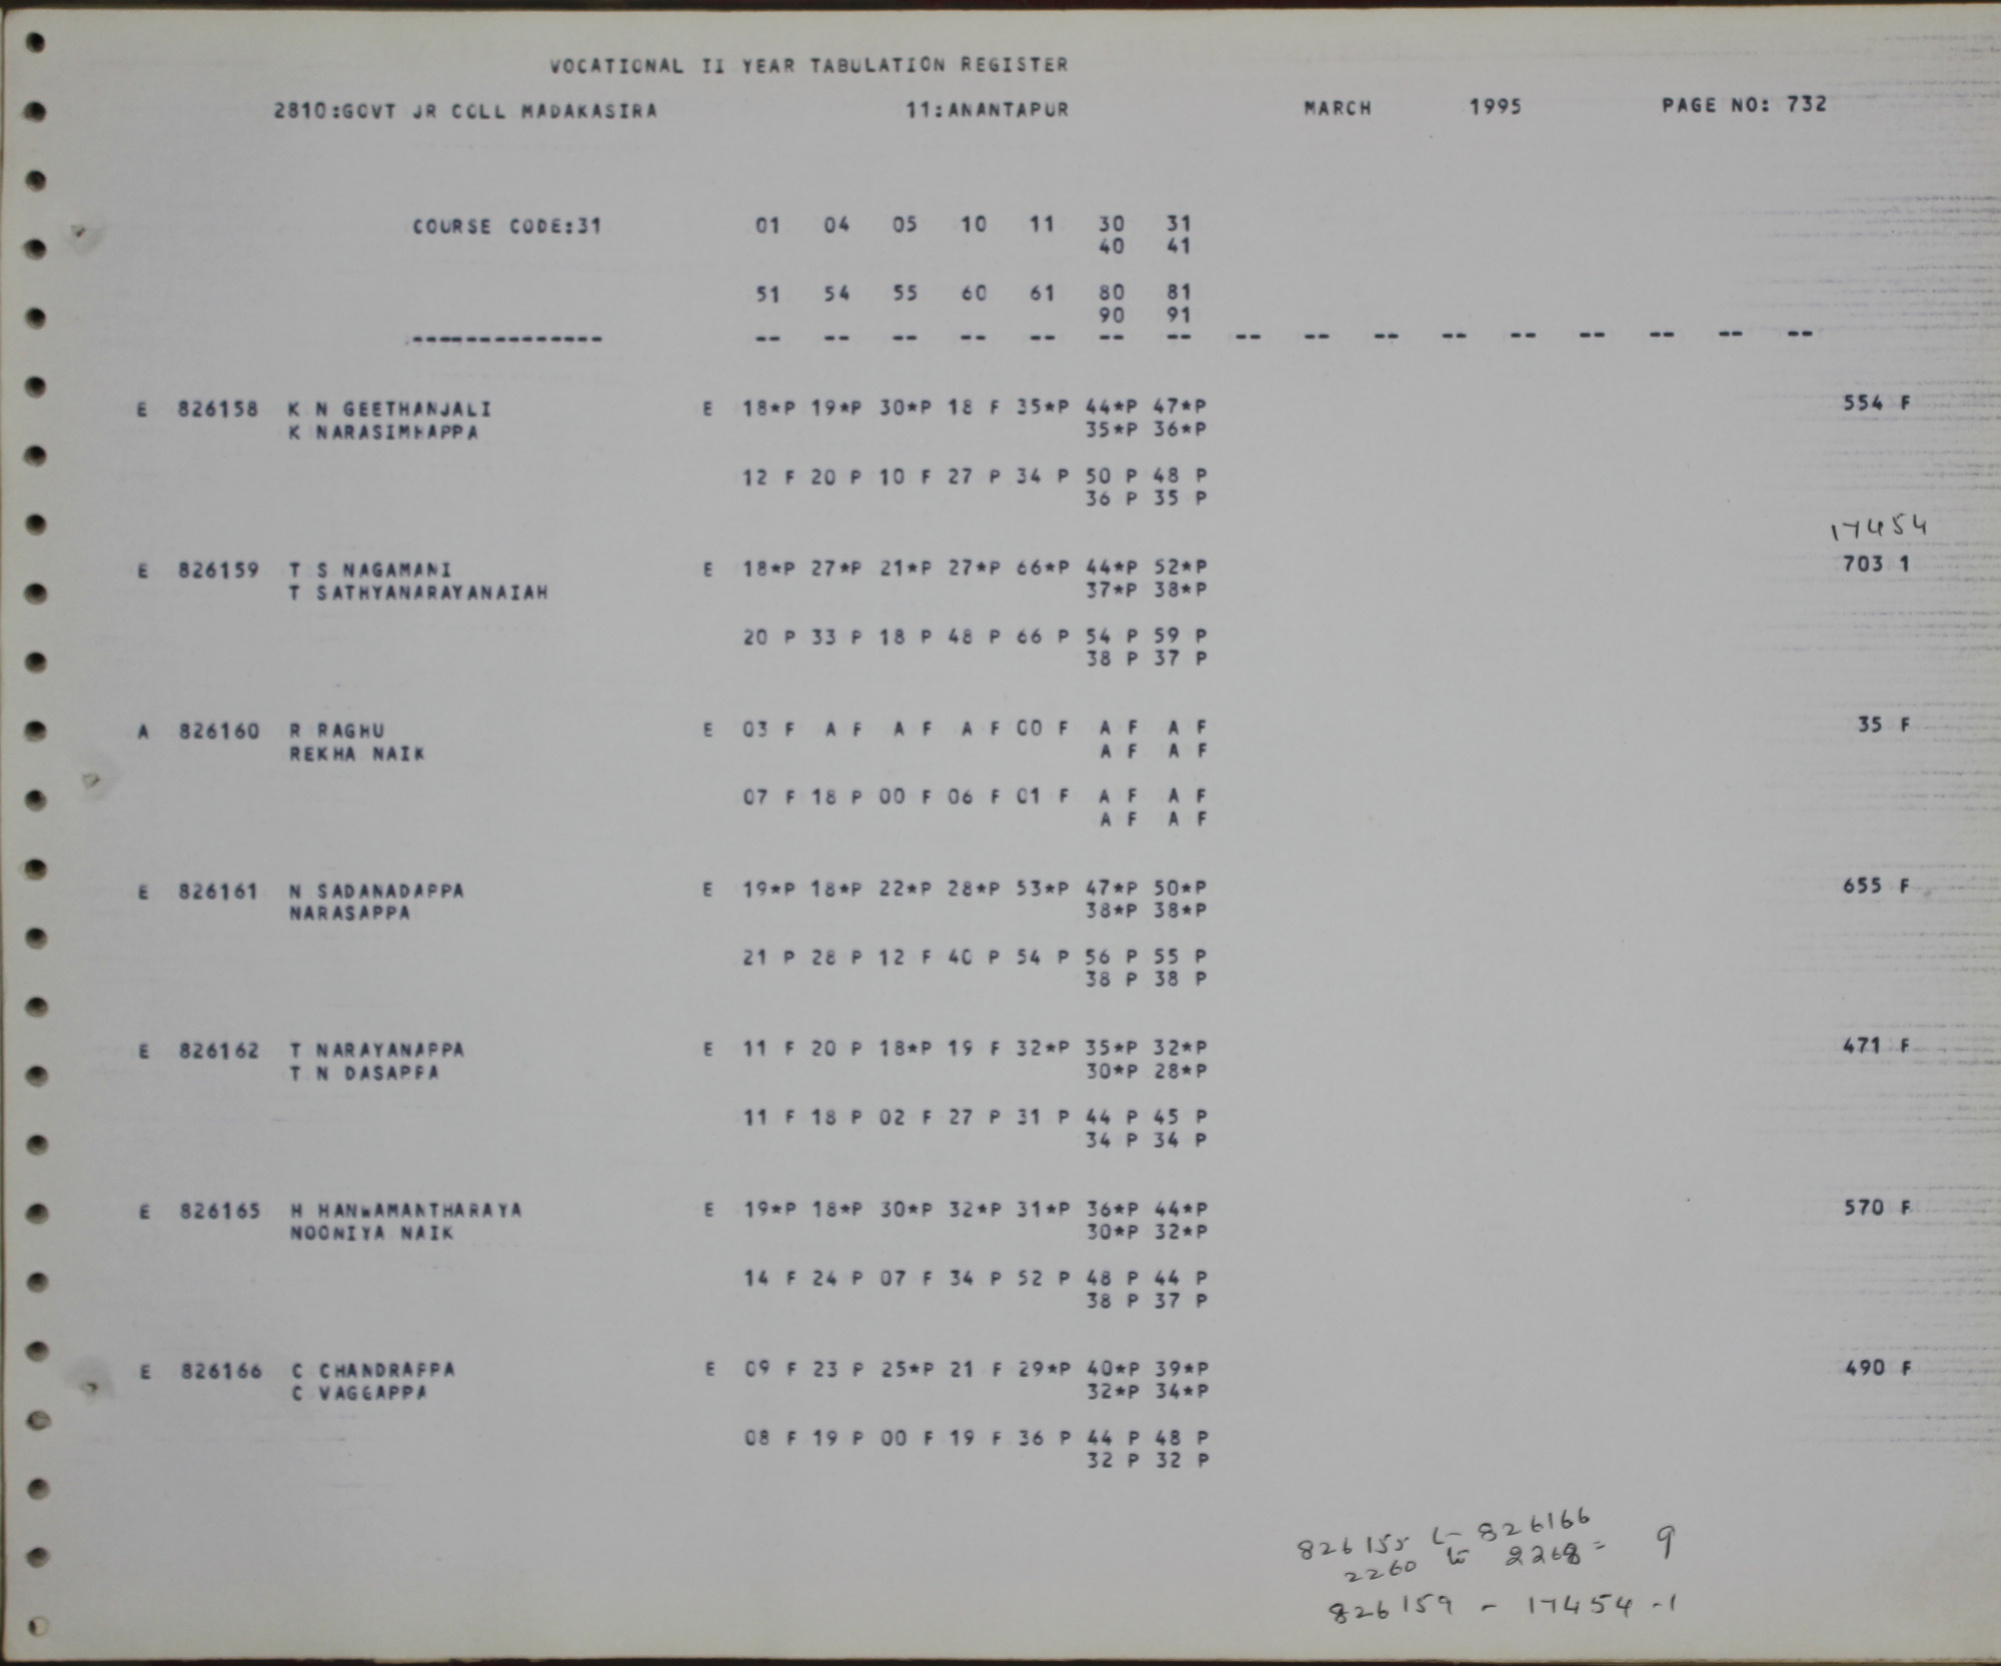 VOCATIONAL II YEAR TABULATION REGISTER
2810:GOVT JR COLL MADAKASIRA 11:ANANTAPUR MARCH 1995 PAGE NO: 732
COURSE CODE:31 01 04 05 10 11 30 31
40 41
51 54 55 60 61 80 81
90 91
-------------- -- -- -- -- -- -- -- -- -- -- -- -- -- -- -- --
E 826158 K N GEETHANJALI E 18*P 19*P 30*P 18 F 35*P 44*P 47*P 554 F
K NARASIMHAPPA 35*P 36*P
12 F 20 P 10 F 27 P 34 P 50 P 48 P
36 P 35 P
17454
E 826159 T S NAGAMANI E 18*P 27*P 21*P 27*P 66*P 44*P 52*P 703 1
T SATHYANARAYANAIAH 37*P 38*P
20 P 33 P 18 P 48 P 66 P 54 P 59 P
38 P 37 P
A 826160 R RAGHU E 03 F A F A F A F 00 F A F A F 35 F
REKHA NAIK A F A F
07 F 18 P 00 F 06 F 01 F A F A F
A F A F
E 826161 N SADANADAPPA E 19*P 18*P 22*P 28*P 53*P 47*P 50*P 655 F
NARASAPPA 38*P 38*P
21 P 28 P 12 F 40 P 54 P 56 P 55 P
38 P 38 P
E 826162 T NARAYANAPPA E 11 F 20 P 18*P 19 F 32*P 35*P 32*P 471 F
T N DASAPPA 30*P 28*P
11 F 18 P 02 F 27 P 31 P 44 P 45 P
34 P 34 P
E 826165 H HANWAMANTHARAYA E 19*P 18*P 30*P 32*P 31*P 36*P 44*P 570 F
NOONIYA NAIK 30*P 32*P
14 F 24 P 07 F 34 P 52 P 48 P 44 P
38 P 37 P
E 826166 C CHANDRAPPA E 09 F 23 P 25*P 21 F 29*P 40*P 39*P 490 F
C VAGGAPPA 32*P 34*P
08 F 19 P 00 F 19 F 36 P 44 P 48 P
32 P 32 P
826155 to 826166
2260 to 2268 = 9
826159 - 17454 - 1